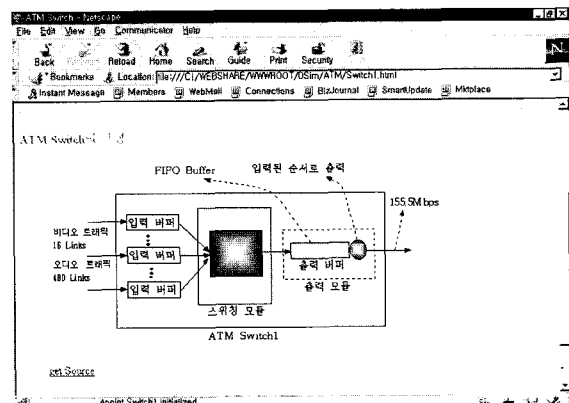 ATM Switch - Netscape
File Edit View Go Communicator Help
Back Reload Home Search Guide Print Security
Bookmarks Location: file:///C|/WEBSHARE/WWWROOT/DSim/ATM/Switch1.html
Instant Message Members WebMail Connections BizJournal SmartUpdate Mktplace
ATM Switch
FIFO Buffer 입력된 순서로 출력
155.5Mbps
비디오 트래픽
16 Links
오디오 트래픽
480 Links
입력 버퍼
입력 버퍼
입력 버퍼
출력 버퍼
출력 모듈
스위칭 모듈
ATM Switch1
get Source
Applet Switch1 initialized